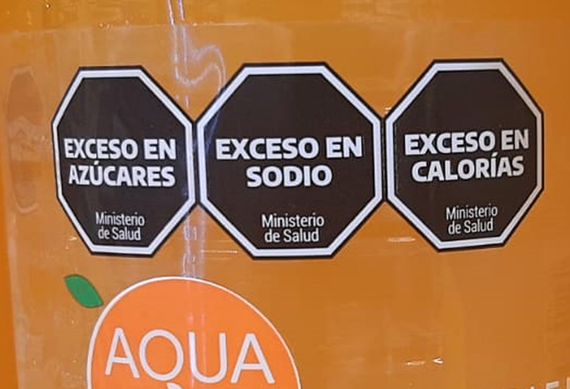 EXCESO EN
AZÚCARES
Ministerio
de Salud
EXCESO EN
SODIO
Ministerio
de Salud
EXCESO EN
CALORÍAS
Ministerio
de Salud
AQUA